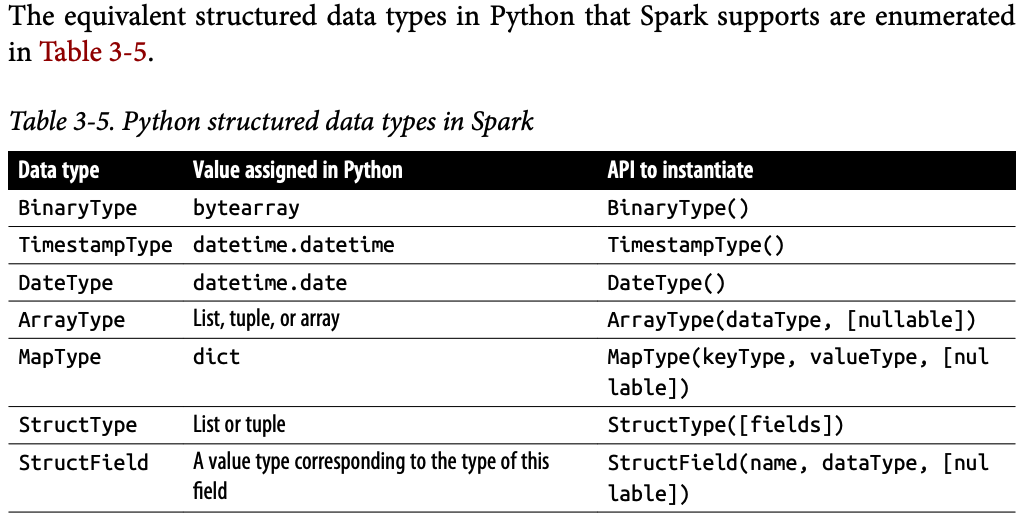 The equivalent structured data types in Python that Spark supports are enumerated
in Table 3-5.
Table 3-5. Python structured data types in Spark
Data type Value assigned in Python API to instantiate
BinaryType bytearray BinaryType()
TimestampType datetime.datetime TimestampType()
DateType datetime.date DateType()
ArrayType List, tuple, or array ArrayType(dataType, [nullable])
MapType dict MapType(keyType, valueType, [nul
lable])
StructType List or tuple StructType([fields])
StructField A value type corresponding to the type of this StructField(name, dataType, [nul
field lable])